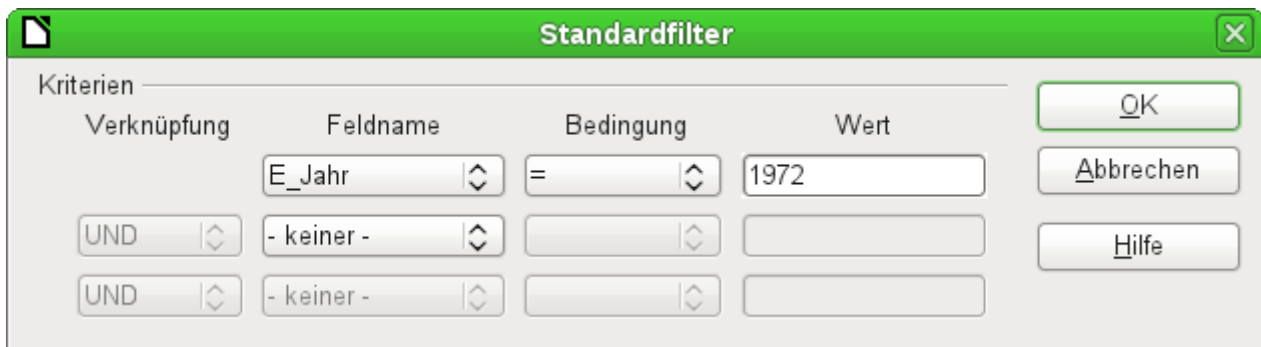 Standardfilter
Kriterien
Verknüpfung Feldname Bedingung Wert
E_Jahr = 1972
UND - keiner -
UND - keiner -
OK
Abbrechen
Hilfe